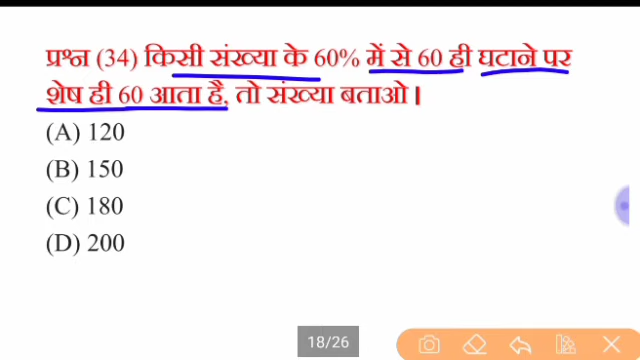 प्रश्न (34) किसी संख्या के 60% में से 60 ही घटाने पर
शेष ही 60 आता है, तो संख्या बताओ।
(A) 120
(B) 150
(C) 180
(D) 200
18/26